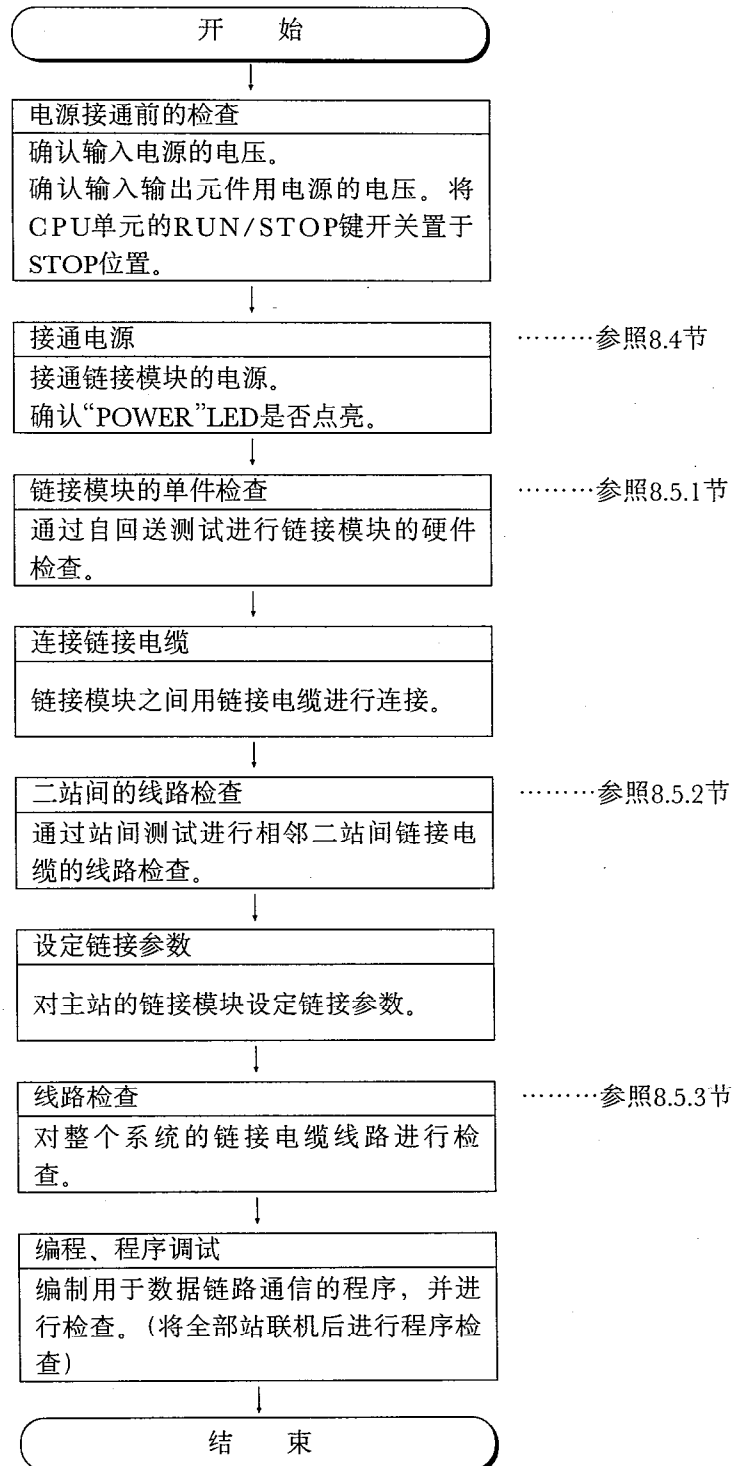 开 始
电源接通前的检查
确认输入电源的电压。
确认输入输出元件用电源的电压。将
CPU单元的RUN/STOP键开关置于
STOP位置。
接通电源 ………参照8.4节
接通链接模块的电源。
确认“POWER”LED是否点亮。
链接模块的单件检查 ………参照8.5.1节
通过自回送测试进行链接模块的硬件
检查。
连接链接电缆
链接模块之间用链接电缆进行连接。
二站间的线路检查 ………参照8.5.2节
通过站间测试进行相邻二站间链接电
缆的线路检查。
设定链接参数
对主站的链接模块设定链接参数。
线路检查 ………参照8.5.3节
对整个系统的链接电缆线路进行检
查。
编程、程序调试
编制用于数据链路通信的程序，并进
行检查。(将全部站联机后进行程序检
查)
结 束